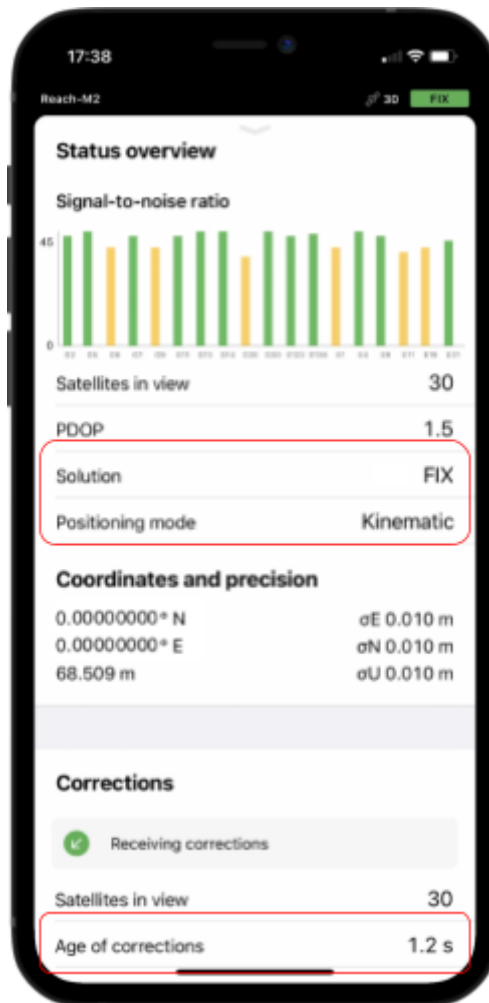 17:38
Reach-M2 30 FIX
Status overview
Signal-to-noise ratio
45
0
Satellites in view 30
PDOP 1.5
Solution FIX
Positioning mode Kinematic
Coordinates and precision
0.00000000° N σE 0.010 m
0.00000000° E σN 0.010 m
68.509 m σU 0.010 m
Corrections
Receiving corrections
Satellites in view 30
Age of corrections 1.2 s